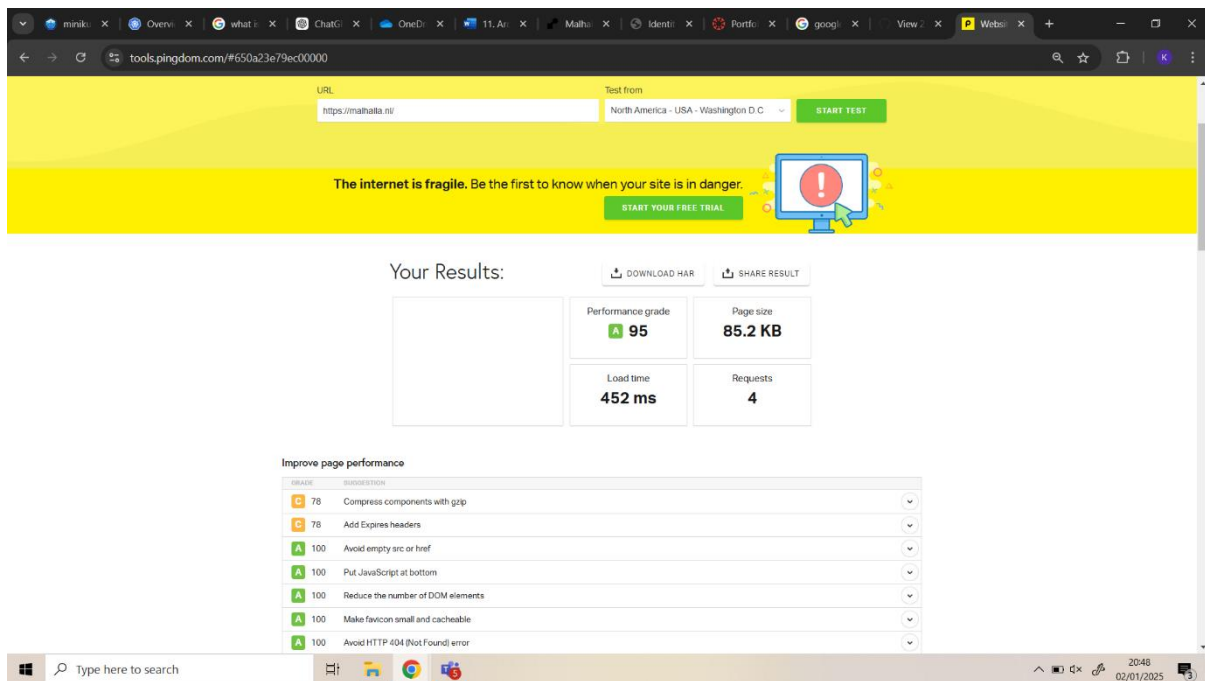 miniku
Overvi
what is
ChatG
OneDr
11. An
Malha
Identit
Portfo
googl
View 2
Websi
tools.pingdom.com/#650a23e79ec00000
K
URL
Test from
https://malhalla.nl/
North America - USA - Washington D.C
START TEST
The internet is fragile. Be the first to know when your site is in danger.
START YOUR FREE TRIAL
Your Results:
DOWNLOAD HAR
SHARE RESULT
Performance grade
A 95
Page size
85.2 KB
Load time
452 ms
Requests
4
Improve page performance
GRADE SUGGESTION
C 78 Compress components with gzip
C 78 Add Expires headers
A 100 Avoid empty src or href
A 100 Put JavaScript at bottom
A 100 Reduce the number of DOM elements
A 100 Make favicon small and cacheable
A 100 Avoid HTTP 404 (Not Found) error
Type here to search
20:48
02/01/2025